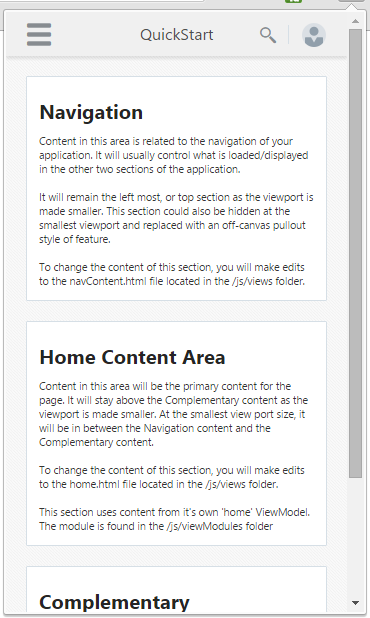 QuickStart
Navigation
Content in this area is related to the navigation of your
application. It will usually control what is loaded/displayed
in the other two sections of the application.
It will remain the left most, or top section as the viewport is
made smaller. This section could also be hidden at the
smallest viewport and replaced with an off-canvas pullout
style of feature.
To change the content of this section, you will make edits
to the navContent.html file located in the /js/views folder.
Home Content Area
Content in this area will be the primary content for the
page. It will stay above the Complementary content as the
viewport is made smaller. At the smallest view port size, it
will be in between the Navigation content and the
Complementary content.
To change the content of this section, you will make edits
to the home.html file located in the /js/views folder.
This section uses content from it's own 'home' ViewModel.
The module is found in the /js/viewModules folder
Complementary